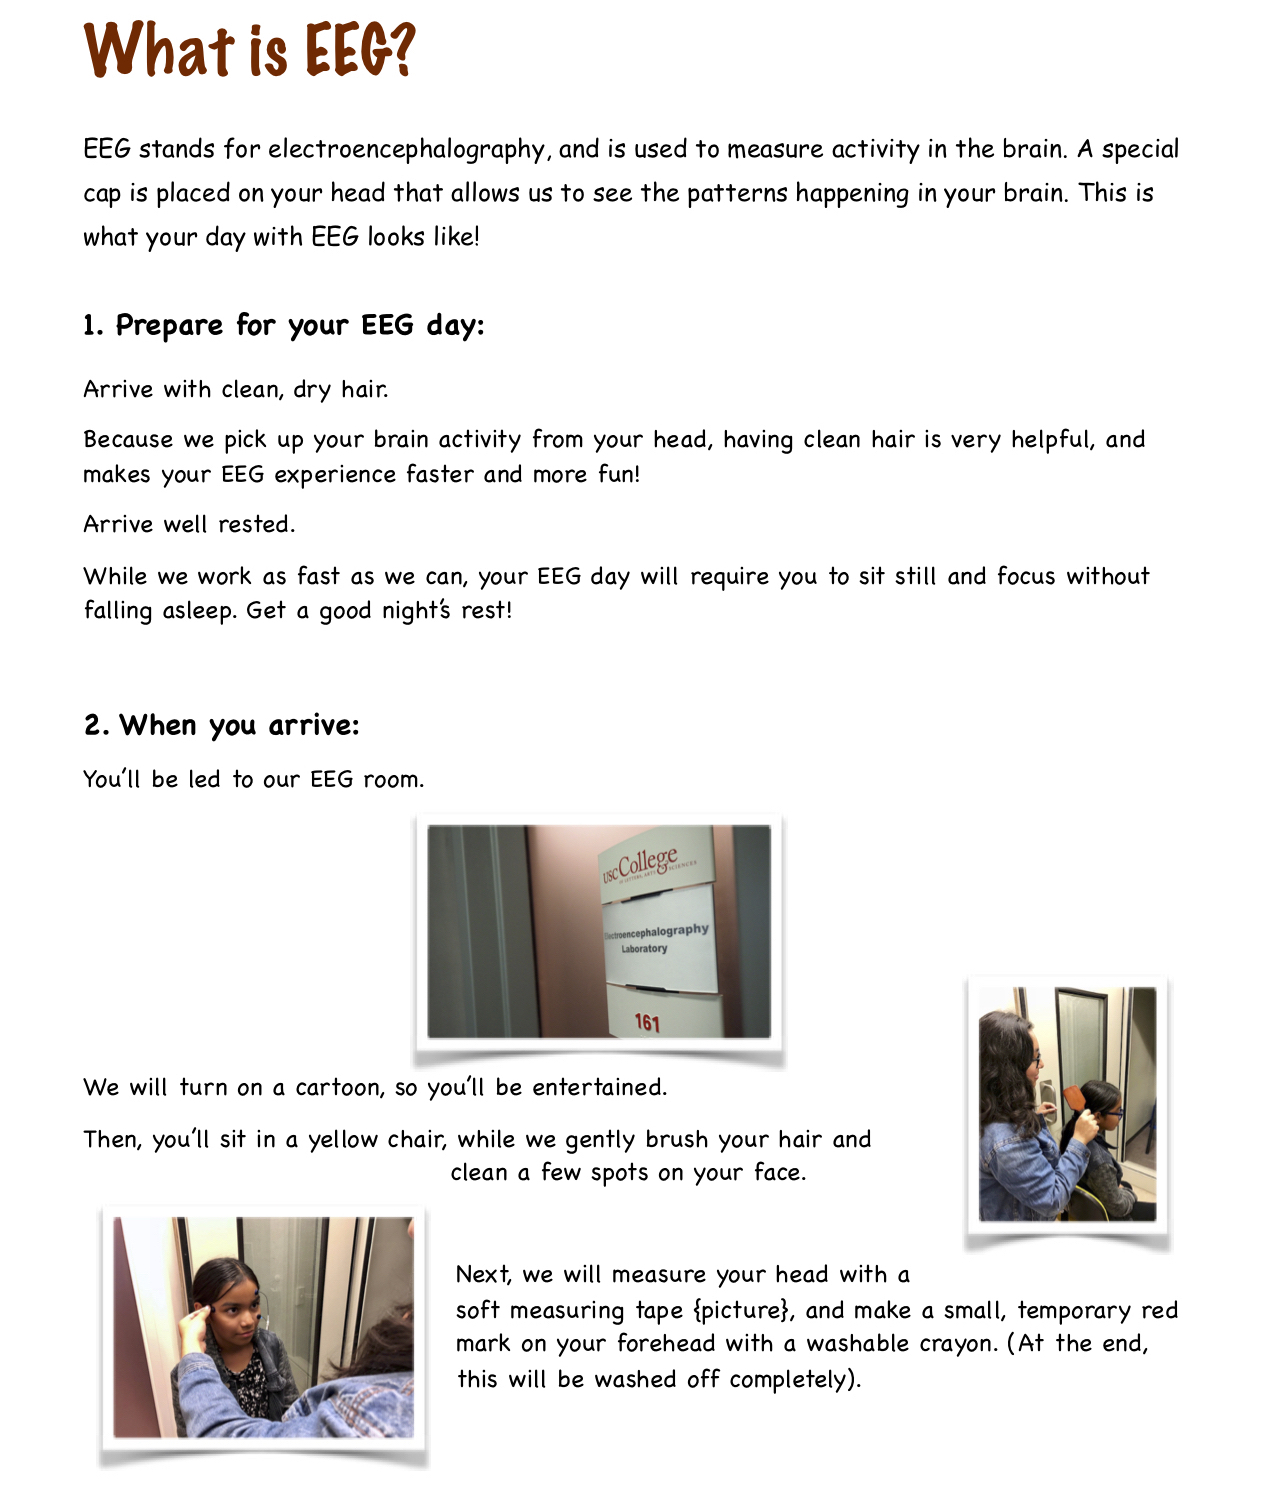 What is EEG?
EEG stands for electroencephalography, and is used to measure activity in the brain. A special
cap is placed on your head that allows us to see the patterns happening in your brain. This is
what your day with EEG looks like!
1. Prepare for your EEG day:
Arrive with clean, dry hair.
Because we pick up your brain activity from your head, having clean hair is very helpful, and
makes your EEG experience faster and more fun!
Arrive well rested.
While we work as fast as we can, your EEG day will require you to sit still and focus without
falling asleep. Get a good night’s rest!
2. When you arrive:
You’ll be led to our EEG room.
USC College
OF LETTERS, ARTS & SCIENCES
Electroencephalography
Laboratory
161
We will turn on a cartoon, so you’ll be entertained.
Then, you’ll sit in a yellow chair, while we gently brush your hair and
clean a few spots on your face.
Next, we will measure your head with a
soft measuring tape {picture}, and make a small, temporary red
mark on your forehead with a washable crayon. (At the end,
this will be washed off completely).